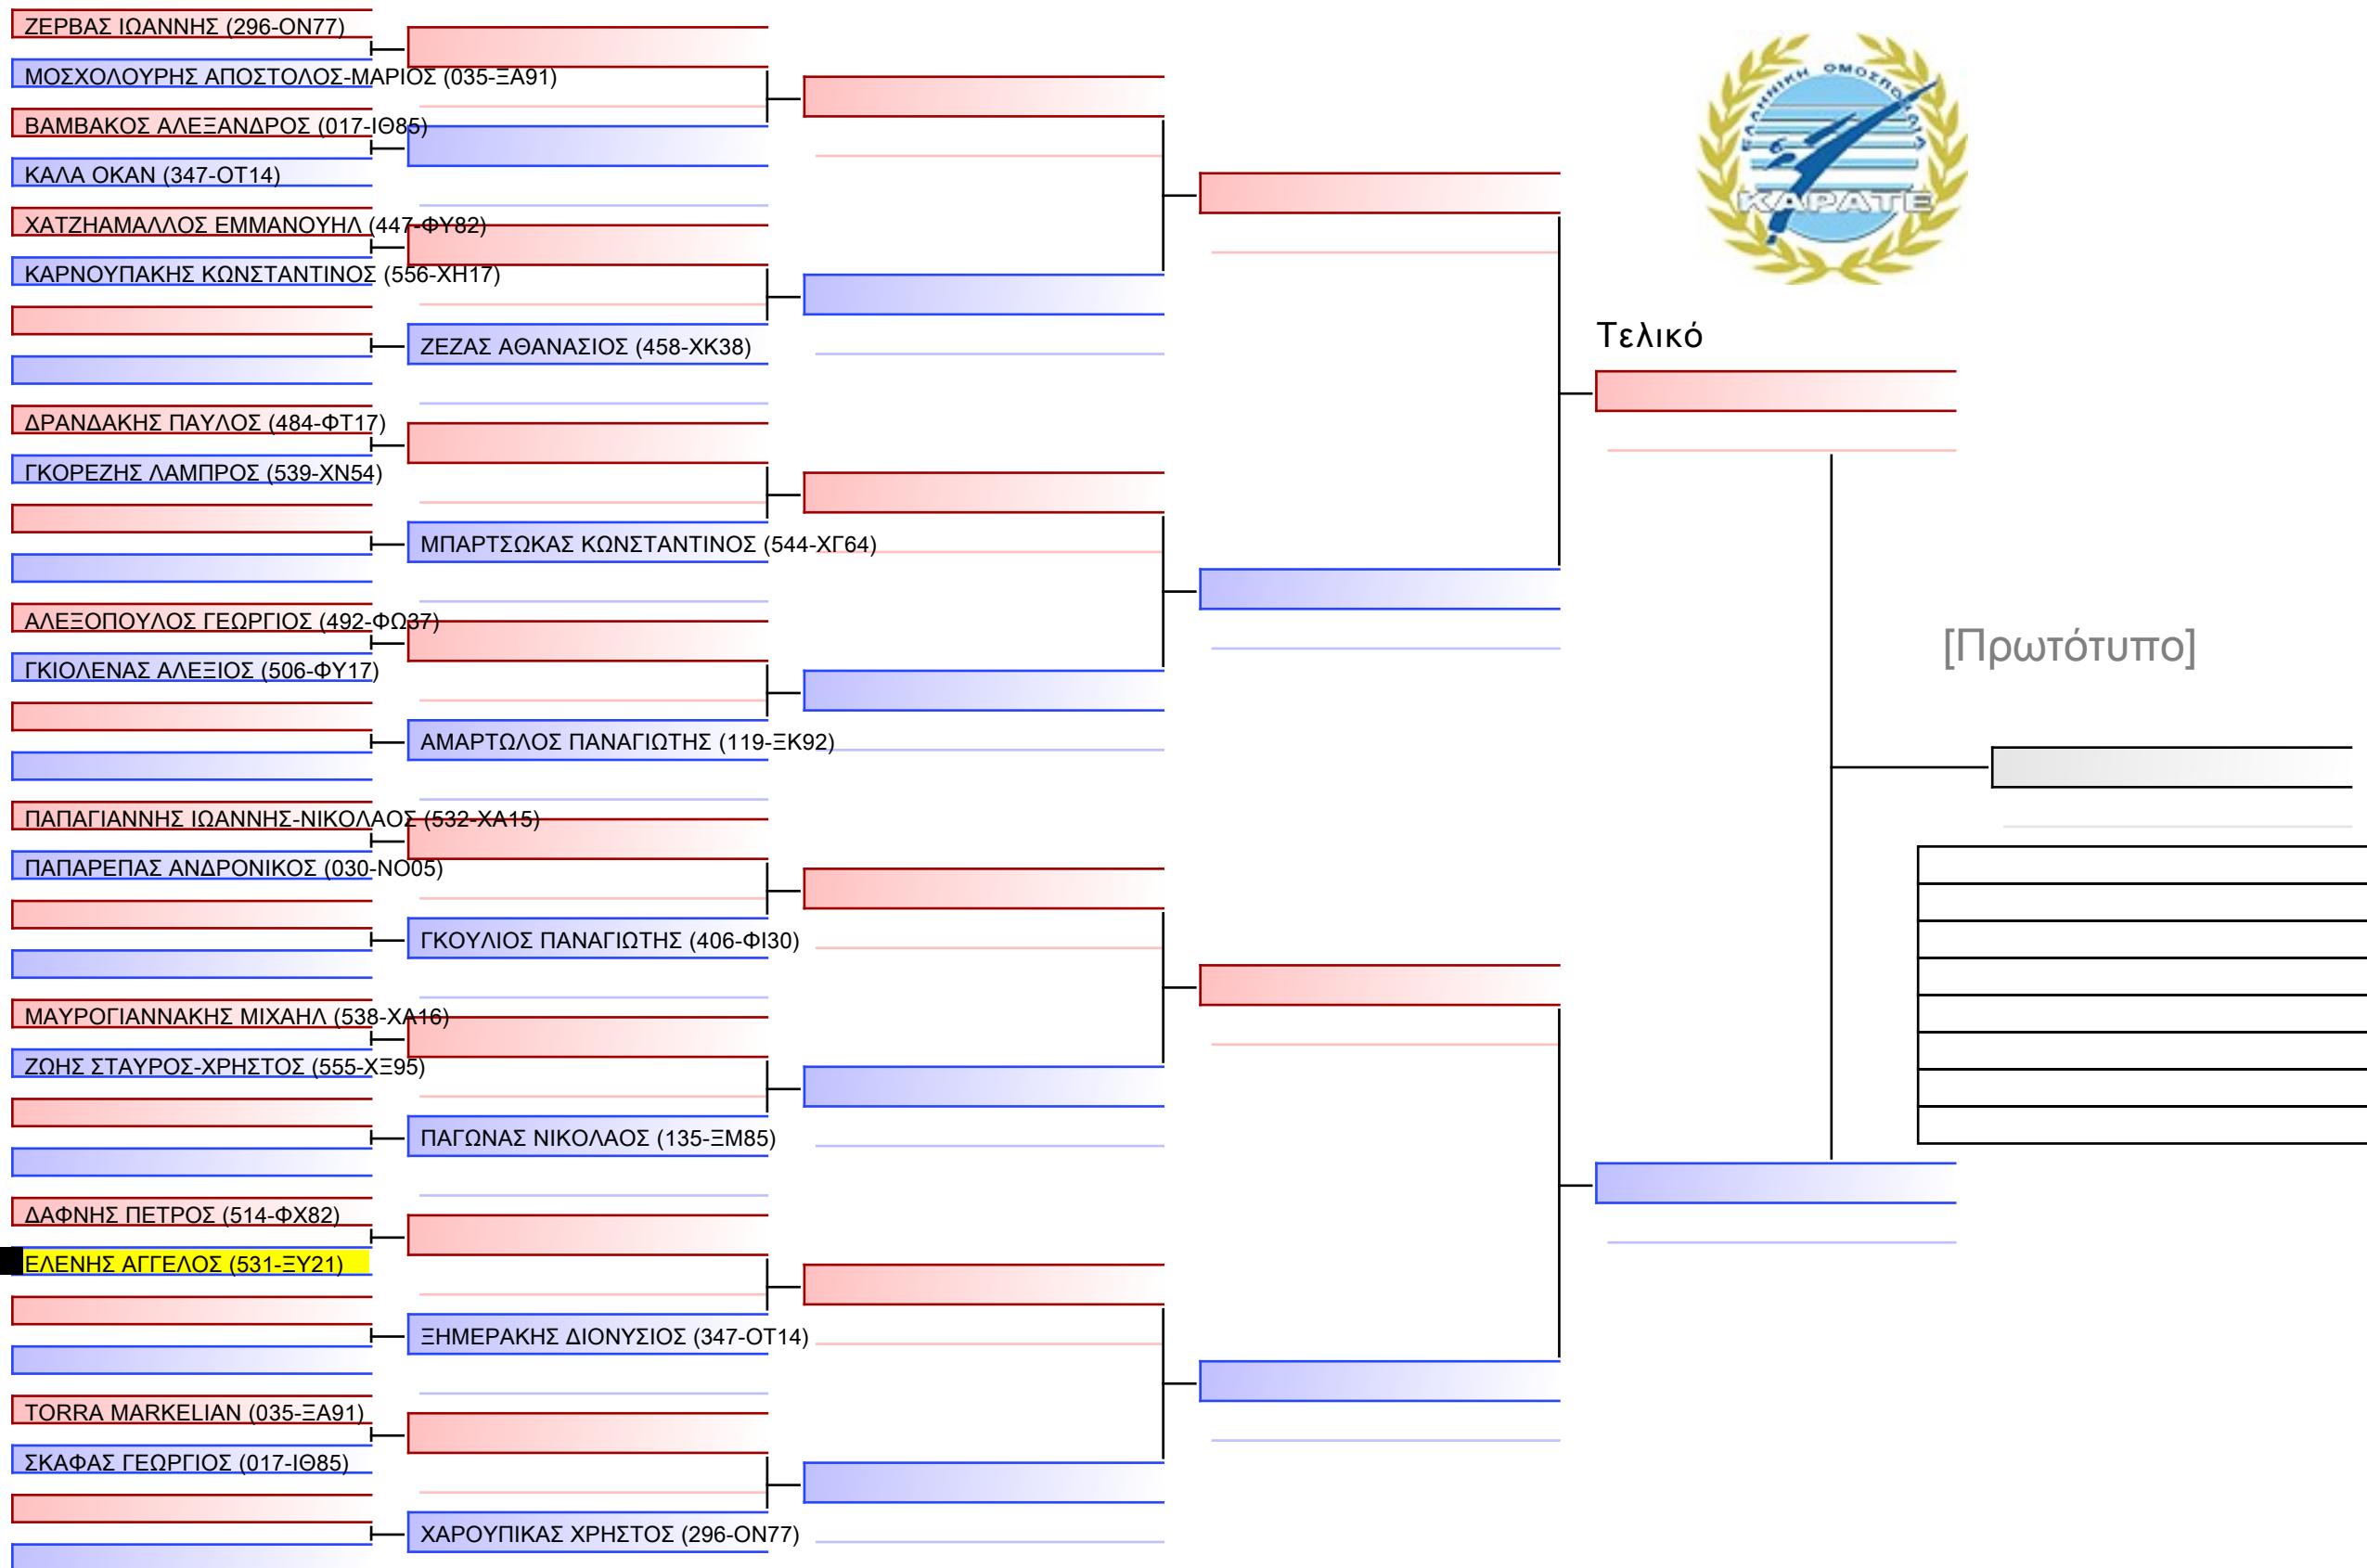 ΖΕΡΒΑΣ ΙΩΑΝΝΗΣ (296-ΟΝ77)
ΜΟΣΧΟΛΟΥΡΗΣ ΑΠΟΣΤΟΛΟΣ-ΜΑΡΙΟΣ (035-ΞΑ91)
ΒΑΜΒΑΚΟΣ ΑΛΕΞΑΝΔΡΟΣ (017-ΙΘ85)
ΚΑΛΑ ΟΚΑΝ (347-ΟΤ14)
ΧΑΤΖΗΑΜΑΛΛΟΣ ΕΜΜΑΝΟΥΗΛ (447-ΦΥ82)
ΚΑΡΝΟΥΠΑΚΗΣ ΚΩΝΣΤΑΝΤΙΝΟΣ (556-ΧΗ17)
ΖΕΖΑΣ ΑΘΑΝΑΣΙΟΣ (458-ΧΚ38)
ΔΡΑΝΔΑΚΗΣ ΠΑΥΛΟΣ (484-ΦΤ17)
ΓΚΟΡΕΖΗΣ ΛΑΜΠΡΟΣ (539-ΧΝ54)
ΜΠΑΡΤΣΩΚΑΣ ΚΩΝΣΤΑΝΤΙΝΟΣ (544-ΧΓ64)
ΑΛΕΞΟΠΟΥΛΟΣ ΓΕΩΡΓΙΟΣ (492-ΦΩ37)
ΓΚΙΟΛΕΝΑΣ ΑΛΕΞΙΟΣ (506-ΦΥ17)
ΑΜΑΡΤΩΛΟΣ ΠΑΝΑΓΙΩΤΗΣ (119-ΞΚ92)
ΠΑΠΑΓΙΑΝΝΗΣ ΙΩΑΝΝΗΣ-ΝΙΚΟΛΑΟΣ (532-ΧΑ15)
ΠΑΠΑΡΕΠΑΣ ΑΝΔΡΟΝΙΚΟΣ (030-ΝΟ05)
ΓΚΟΥΛΙΟΣ ΠΑΝΑΓΙΩΤΗΣ (406-ΦΙ30)
ΜΑΥΡΟΓΙΑΝΝΑΚΗΣ ΜΙΧΑΗΛ (538-ΧΑ16)
ΖΩΗΣ ΣΤΑΥΡΟΣ-ΧΡΗΣΤΟΣ (555-ΧΞ95)
ΠΑΓΩΝΑΣ ΝΙΚΟΛΑΟΣ (135-ΞΜ85)
ΔΑΦΝΗΣ ΠΕΤΡΟΣ (514-ΦΧ82)
ΕΛΕΝΗΣ ΑΓΓΕΛΟΣ (531-ΞΥ21)
ΞΗΜΕΡΑΚΗΣ ΔΙΟΝΥΣΙΟΣ (347-ΟΤ14)
TORRA MARKELIAN (035-ΞΑ91)
ΣΚΑΦΑΣ ΓΕΩΡΓΙΟΣ (017-ΙΘ85)
ΧΑΡΟΥΠΙΚΑΣ ΧΡΗΣΤΟΣ (296-ΟΝ77)
ΕΛΛΗΝΙΚΗ ΟΜΟΣΠΟΝΔΙΑ
ΚΑΡΑΤΕ
Τελικό
[Πρωτότυπο]